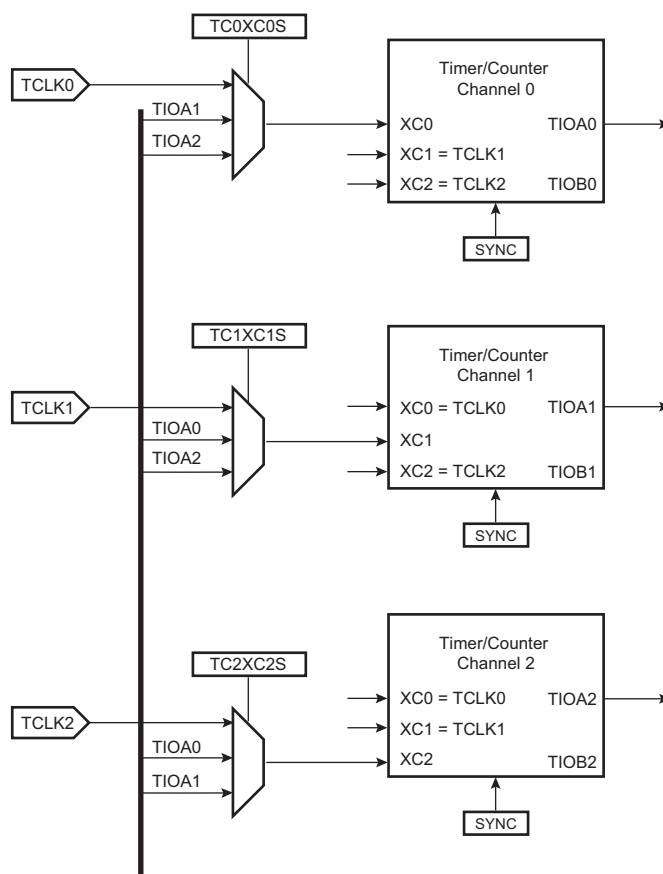 TC0XC0S
TCLK0
TIOA1
TIOA2
Timer/Counter
Channel 0
XC0
TIOA0
XC1 = TCLK1
XC2 = TCLK2
TIOB0
SYNC
TC1XC1S
TCLK1
TIOA0
TIOA2
Timer/Counter
Channel 1
XC0 = TCLK0
TIOA1
XC1
XC2 = TCLK2
TIOB1
SYNC
TC2XC2S
TCLK2
TIOA0
TIOA1
Timer/Counter
Channel 2
XC0 = TCLK0
TIOA2
XC1 = TCLK1
XC2
TIOB2
SYNC